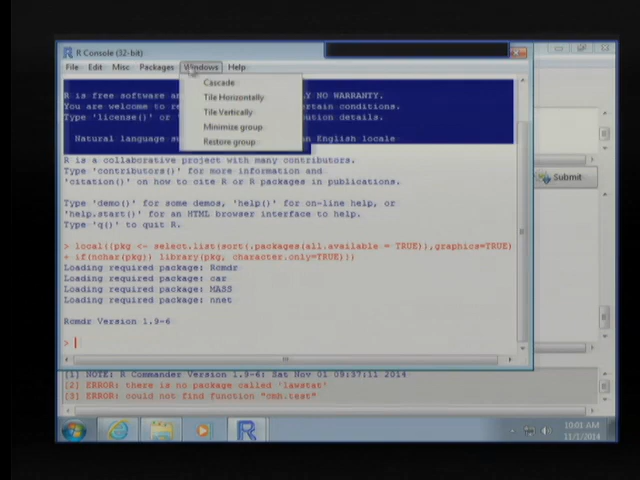 R Console (32-bit)
File Edit Misc Packages Windows Help
Cascade
Tile Horizontally
Tile Vertically
Minimize group
Restore group
R is free software an LY NO WARRANTY.
You are welcome to re rtain conditions.
Type 'license()' or ' bution details.
Natural language su n English locale
R is a collaborative project with many contributors.
Type 'contributors()' for more information and
'citation()' on how to cite R or R packages in publications.
Type 'demo()' for some demos, 'help()' for on-line help, or
'help.start()' for an HTML browser interface to help.
Type 'q()' to quit R.
> local({pkg <- select.list(sort(.packages(all.available = TRUE)),graphics=TRUE)
+ if(nchar(pkg)) library(pkg, character.only=TRUE)})
Loading required package: Rcmdr
Loading required package: car
Loading required package: MASS
Loading required package: nnet
Rcmdr Version 1.9-6
>
Submit
[1] NOTE: R Commander Version 1.9-6: Sat Nov 01 09:37:11 2014
[2] ERROR: there is no package called 'lawstat'
[3] ERROR: could not find function "cmh.test"
10:01 AM
11/1/2014